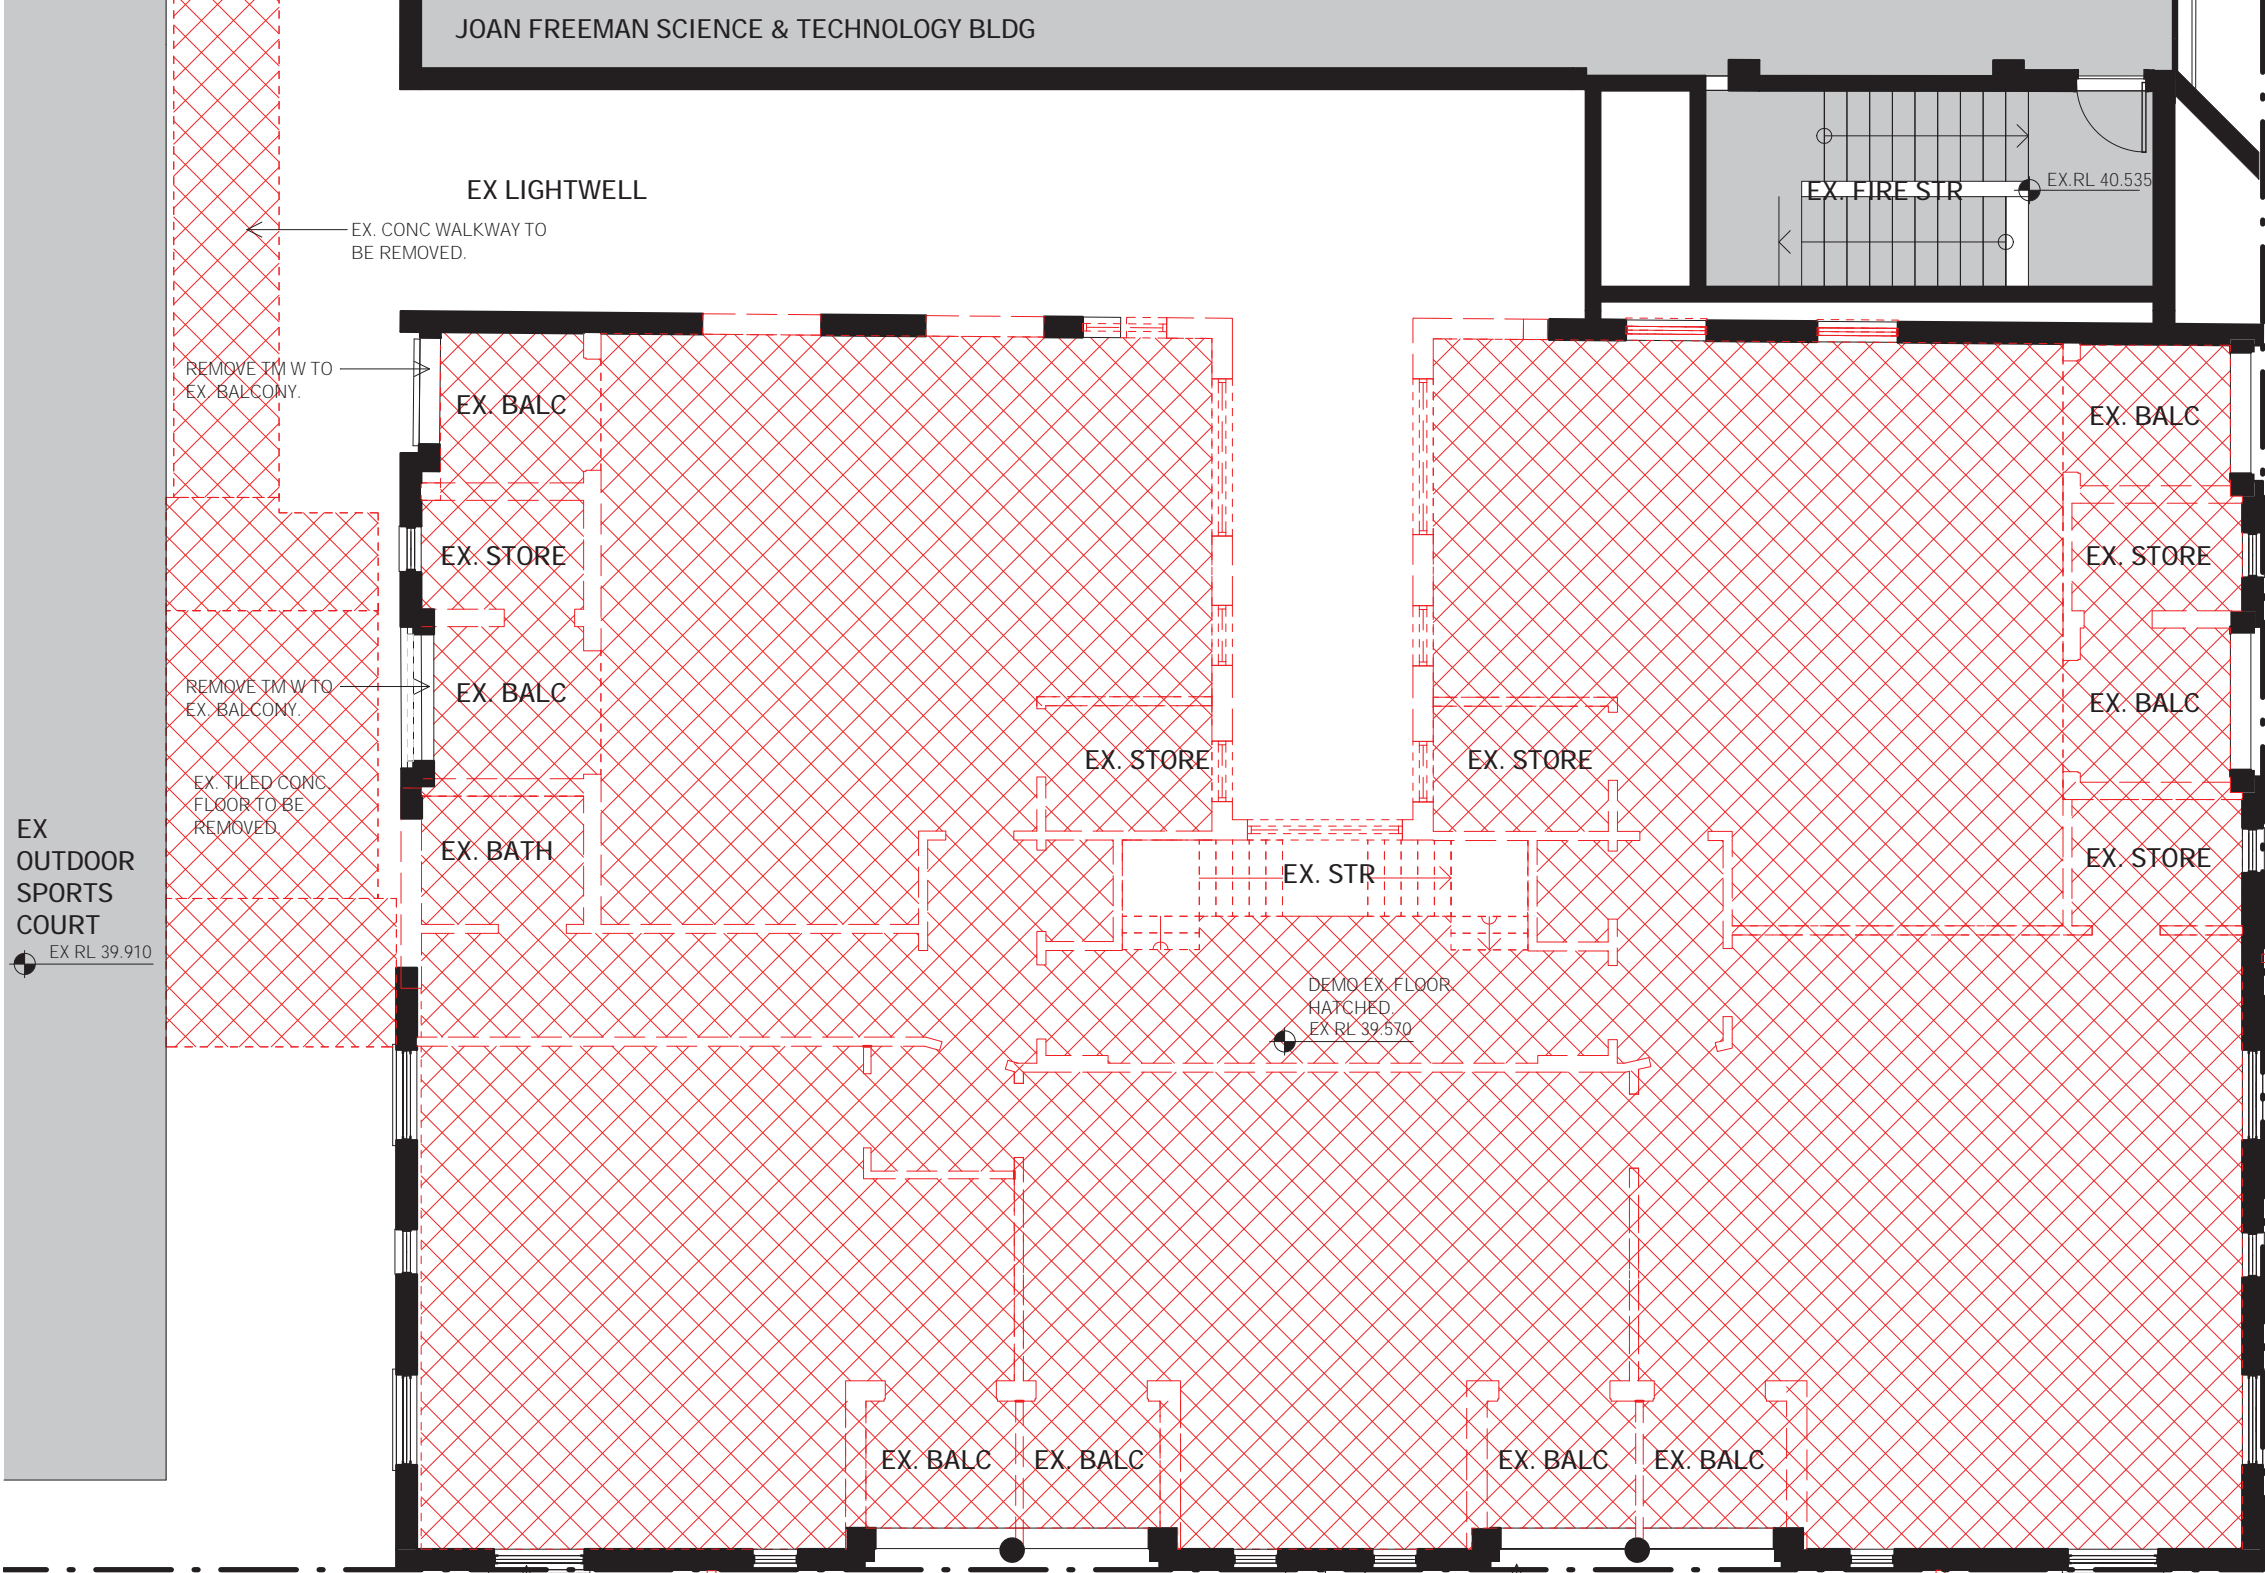 JOAN FREEMAN SCIENCE & TECHNOLOGY BLDG
EX LIGHTWELL
EX. FIRE STR
EX.RL 40.535
EX. CONC WALKWAY TO
BE REMOVED.
REMOVE TM W TO
EX. BALCONY.
EX. BALC
EX. BALC
EX. STORE
EX. STORE
REMOVE TM W TO
EX. BALCONY.
EX. BALC
EX. BALC
EX. STORE
EX. STORE
EX. TILED CONC.
FLOOR TO BE
REMOVED.
EX. BATH
EX. STR
EX. STORE
EX
OUTDOOR
SPORTS
COURT
EX RL 39.910
DEMO EX. FLOOR
HATCHED.
EX RL 39.570
EX. BALC
EX. BALC
EX. BALC
EX. BALC